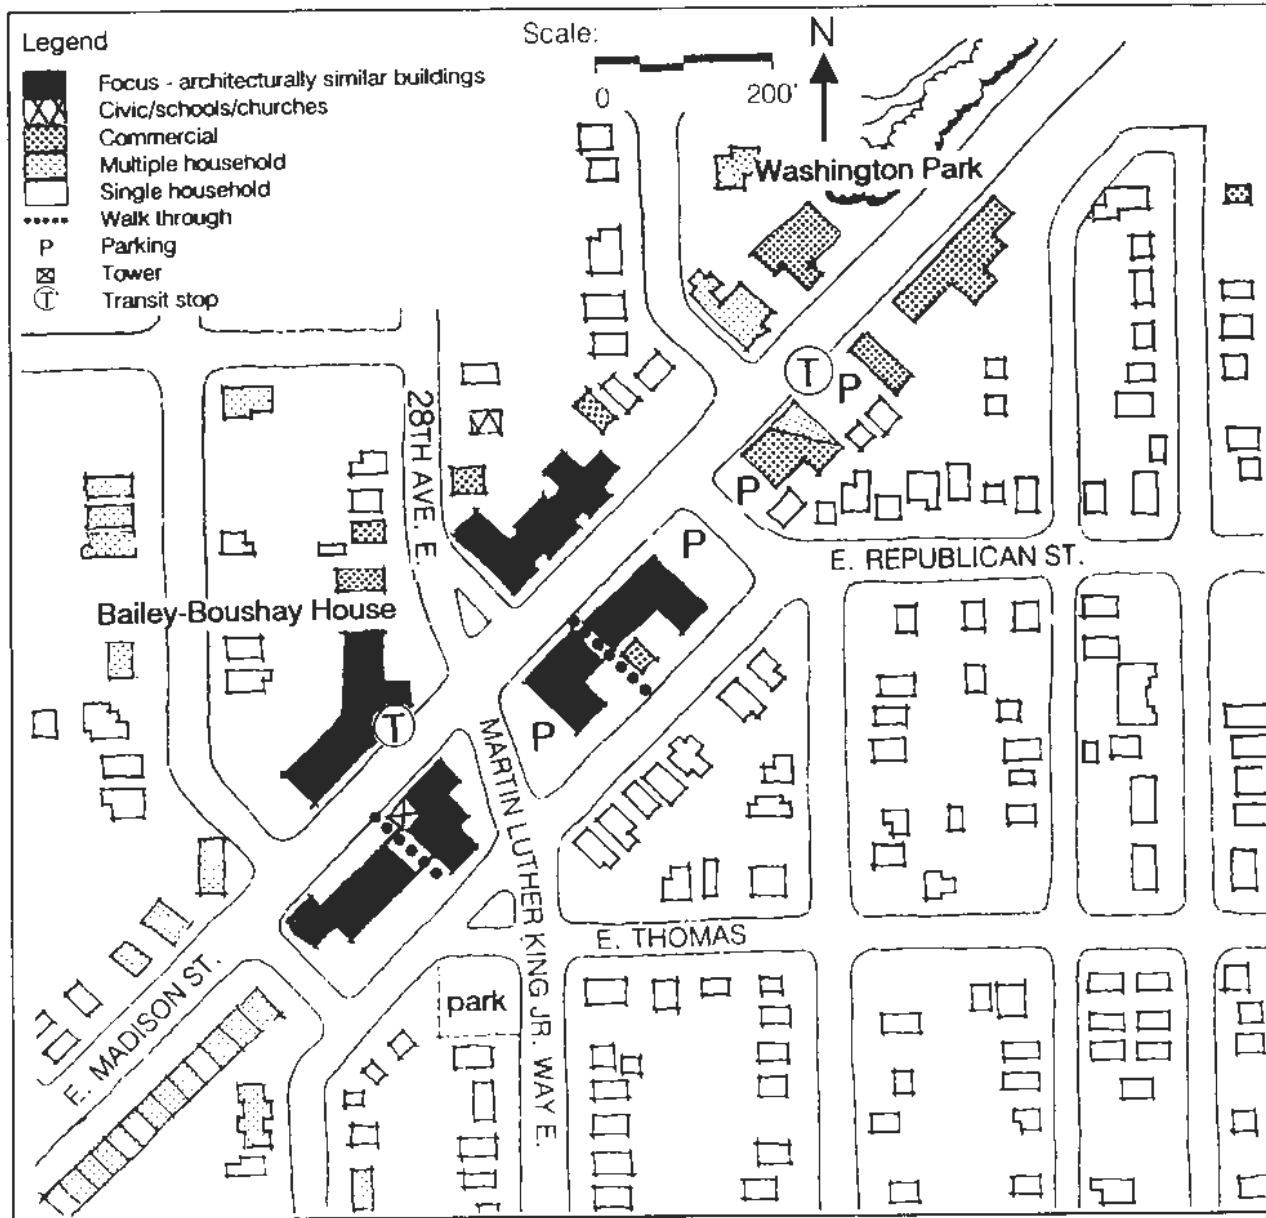 Legend
Focus - architecturally similar buildings
Civic/schools/churches
Commercial
Multiple household
Single household
Walk through
P Parking
Tower
T Transit stop
Scale:
0 200'
N
Washington Park
28TH AVE. E.
T
P
P
P
E. REPUBLICAN ST.
Bailey-Boushay House
T
P
MARTIN LUTHER KING JR. WAY E.
E. THOMAS
E. MADISON ST.
park